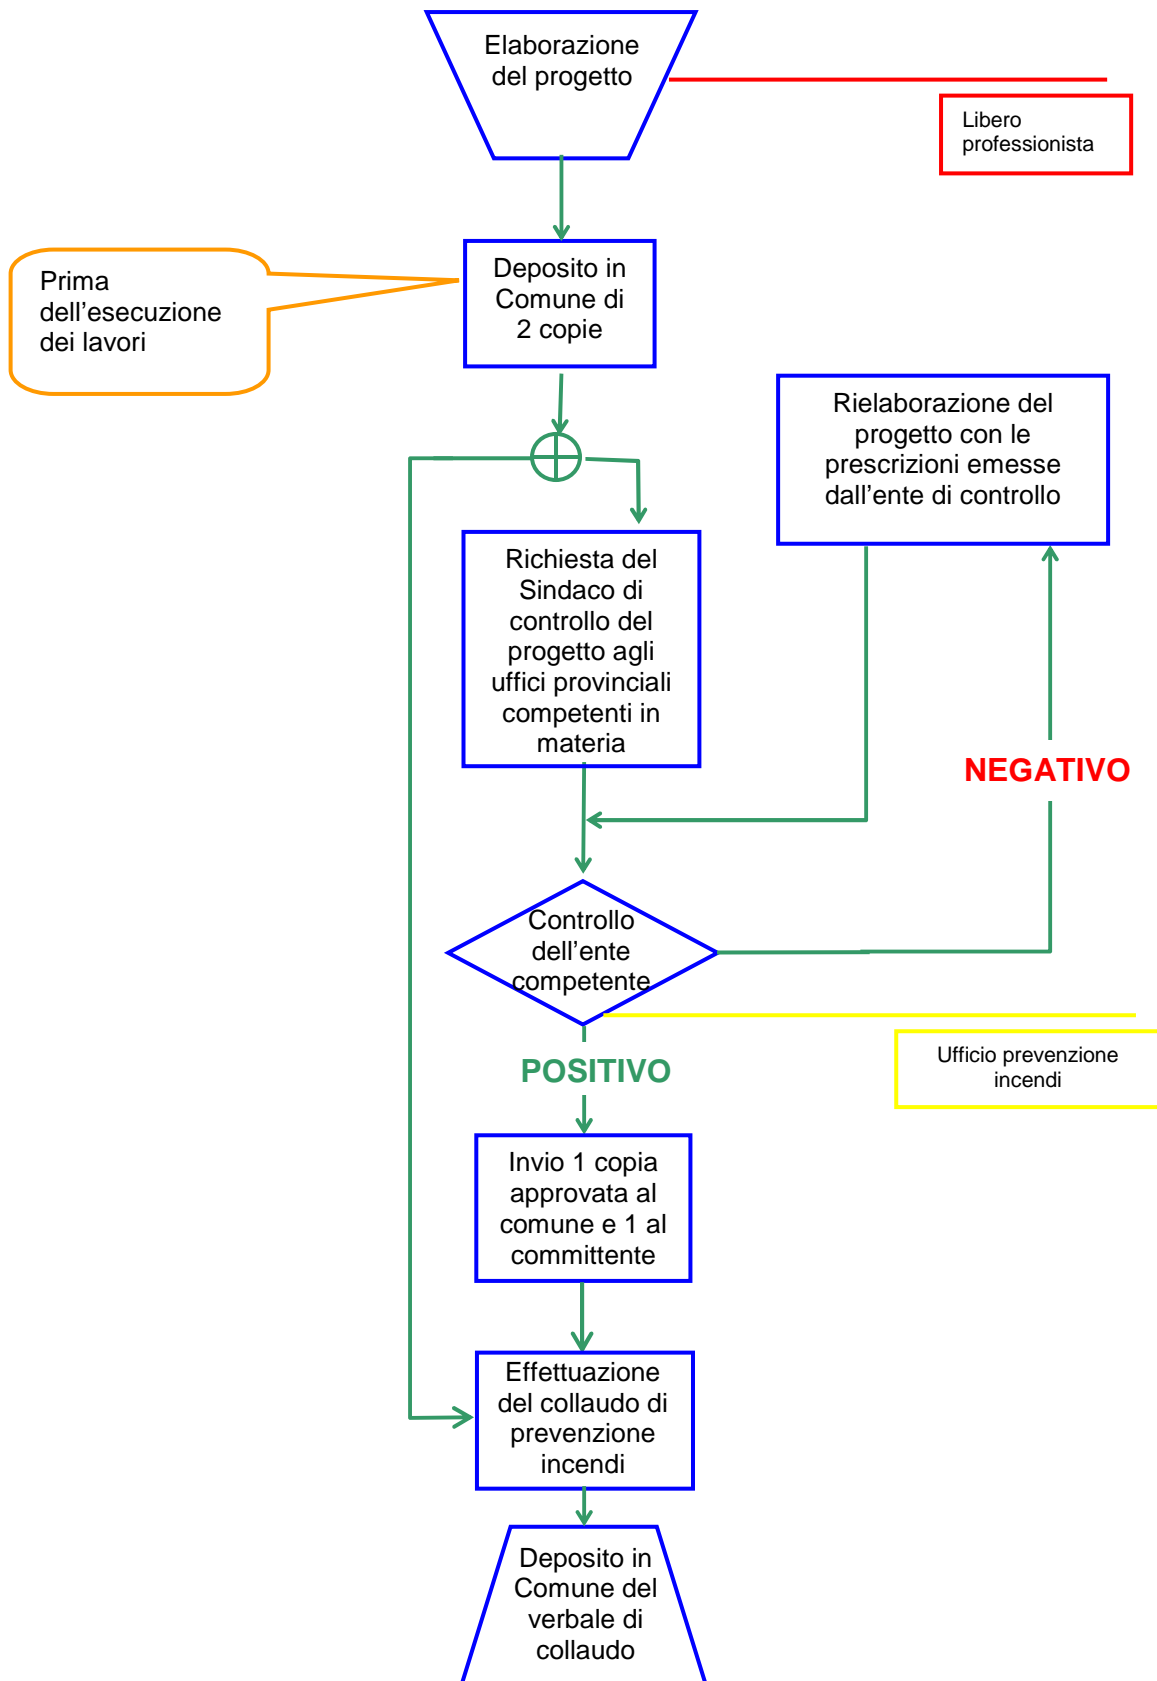 Elaborazione
del progetto
Libero
professionista
Prima
dell’esecuzione
dei lavori
Deposito in
Comune di
2 copie
Rielaborazione del
progetto con le
prescrizioni emesse
dall’ente di controllo
Richiesta del
Sindaco di
controllo del
progetto agli
uffici provinciali
competenti in
materia
NEGATIVO
Controllo
dell’ente
competente
Ufficio prevenzione
incendi
POSITIVO
Invio 1 copia
approvata al
comune e 1 al
committente
Effettuazione
del collaudo di
prevenzione
incendi
Deposito in
Comune del
verbale di
collaudo